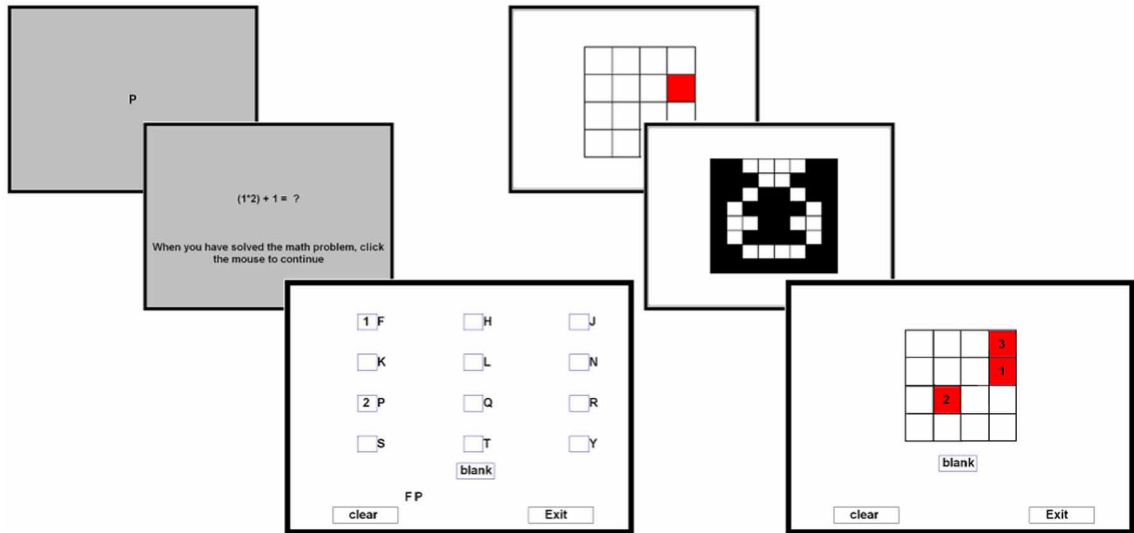 P
(1*2) + 1 = ?
When you have solved the math problem, click
the mouse to continue
1 F H J
K L N
2 P Q R
S T Y
blank
F P
clear Exit
3
1
2
blank
clear Exit